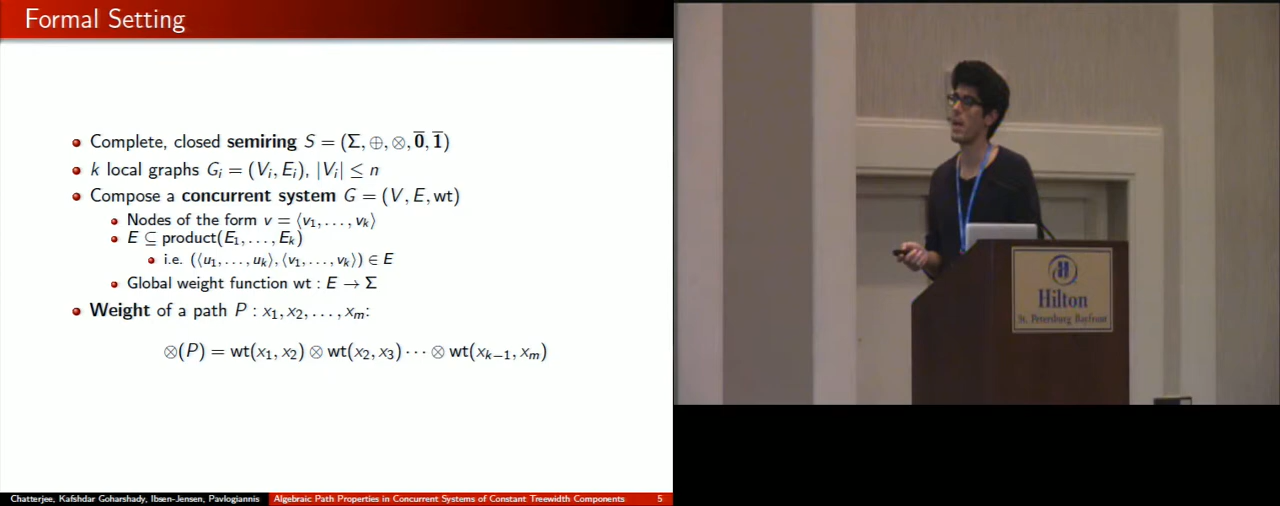 Formal Setting
Complete, closed semiring S = (Σ, ⊕, ⊗, 0̅, 1̅)
k local graphs Gᵢ = (Vᵢ, Eᵢ), |Vᵢ| ≤ n
Compose a concurrent system G = (V, E, wt)
Nodes of the form v = ⟨v₁, . . . , vₖ⟩
E ⊆ product(E₁, . . . , Eₖ)
i.e. (⟨u₁, . . . , uₖ⟩, ⟨v₁, . . . , vₖ⟩) ∈ E
Global weight function wt : E → Σ
Weight of a path P : x₁, x₂, . . . , xₘ:
⊗(P) = wt(x₁, x₂) ⊗ wt(x₂, x₃) · · · ⊗ wt(xₖ₋₁, xₘ)
Chatterjee, Kafshdar Goharshady, Ibsen-Jensen, Pavlogiannis
Algebraic Path Properties in Concurrent Systems of Constant Treewidth Components
5
Hilton
St. Petersburg Bayfront